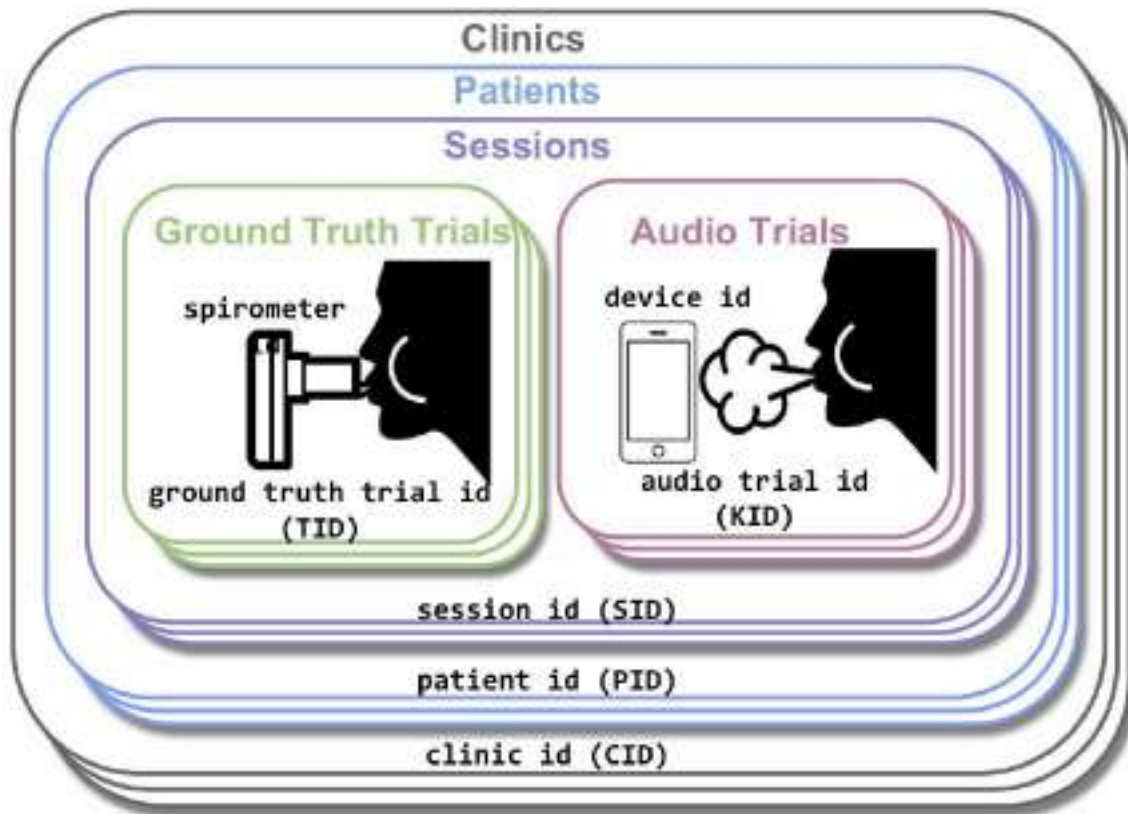 Clinics
Patients
Sessions
Ground Truth Trials
Audio Trials
spirometer
device id
ground truth trial id
(TID)
audio trial id
(KID)
session id (SID)
patient id (PID)
clinic id (CID)